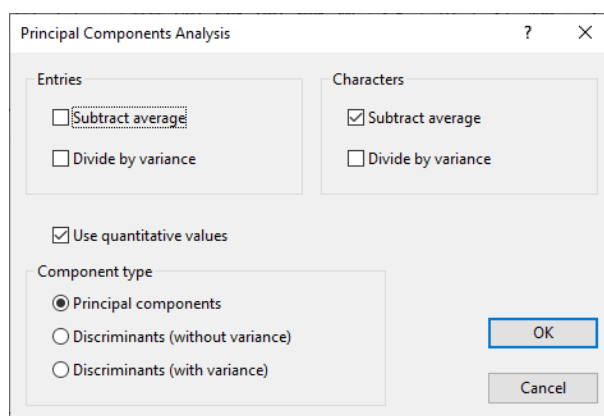 Principal Components Analysis ?
Entries
Subtract average
Divide by variance
Characters
Subtract average
Divide by variance
Use quantitative values
Component type
Principal components
Discriminants (without variance)
Discriminants (with variance)
OK
Cancel